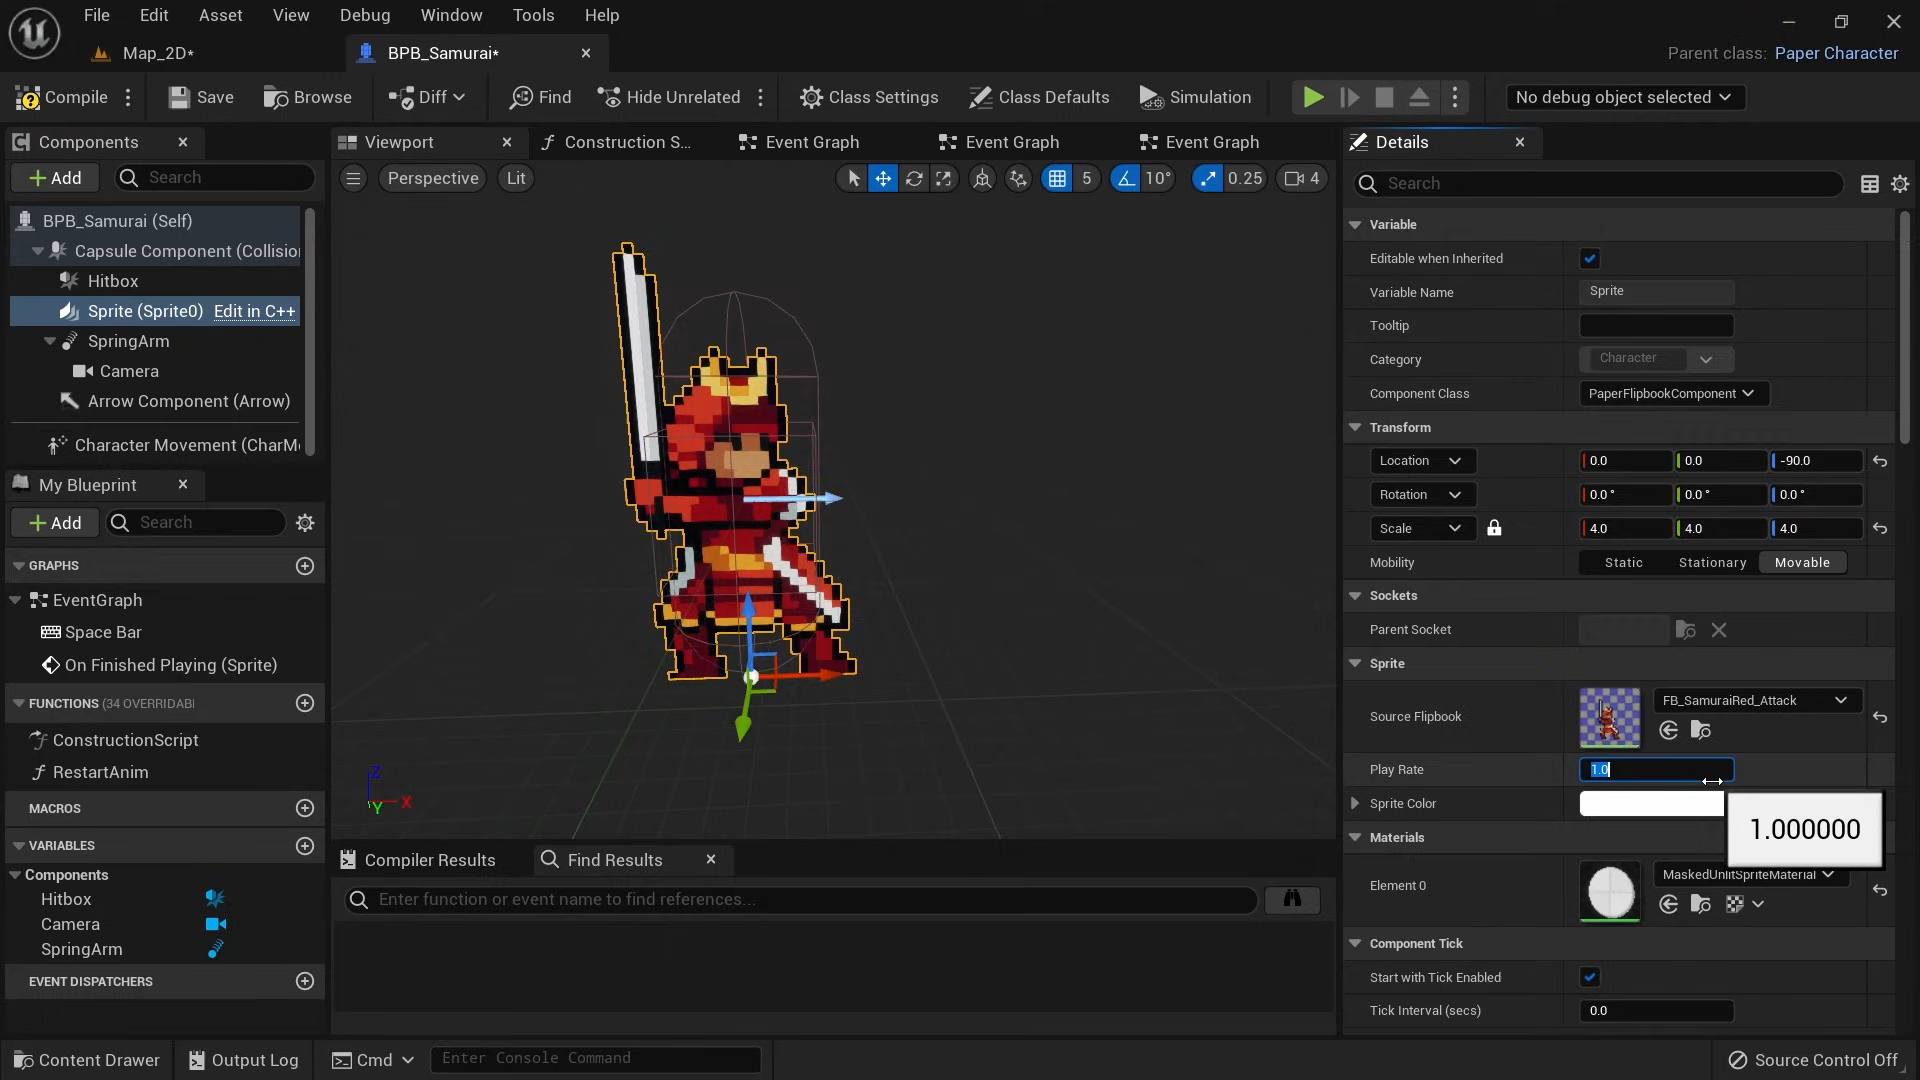 File Edit Asset View Debug Window Tools Help
Map_2D*
BPB_Samurai*
Parent class: Paper Character
Compile
Save
Browse
Diff
Find
Hide Unrelated
Class Settings
Class Defaults
Simulation
No debug object selected
Components
Add
Search
BPB_Samurai (Self)
Capsule Component (Collisio
Hitbox
Sprite (Sprite0) Edit in C++
SpringArm
Camera
Arrow Component (Arrow)
Character Movement (CharM
My Blueprint
Add
Search
GRAPHS
EventGraph
Space Bar
On Finished Playing (Sprite)
FUNCTIONS (34 OVERRIDABL
ConstructionScript
RestartAnim
MACROS
VARIABLES
Components
Hitbox
Camera
SpringArm
EVENT DISPATCHERS
Viewport
Construction S...
Event Graph
Event Graph
Event Graph
Perspective
Lit
5
10°
0.25
4
Z
X
Y
Compiler Results
Find Results
Enter function or event name to find references...
Details
Search
Variable
Editable when Inherited
Variable Name Sprite
Tooltip
Category Character
Component Class PaperFlipbookComponent
Transform
Location 0.0 0.0 -90.0
Rotation 0.0° 0.0° 0.0°
Scale 4.0 4.0 4.0
Mobility Static Stationary Movable
Sockets
Parent Socket
Sprite
Source Flipbook FB_SamuraiRed_Attack
Play Rate 1.0
Sprite Color
1.000000
Materials
Element 0 MaskedUnlitSpriteMaterial
Component Tick
Start with Tick Enabled
Tick Interval (secs) 0.0
Content Drawer
Output Log
Cmd
Enter Console Command
Source Control Off